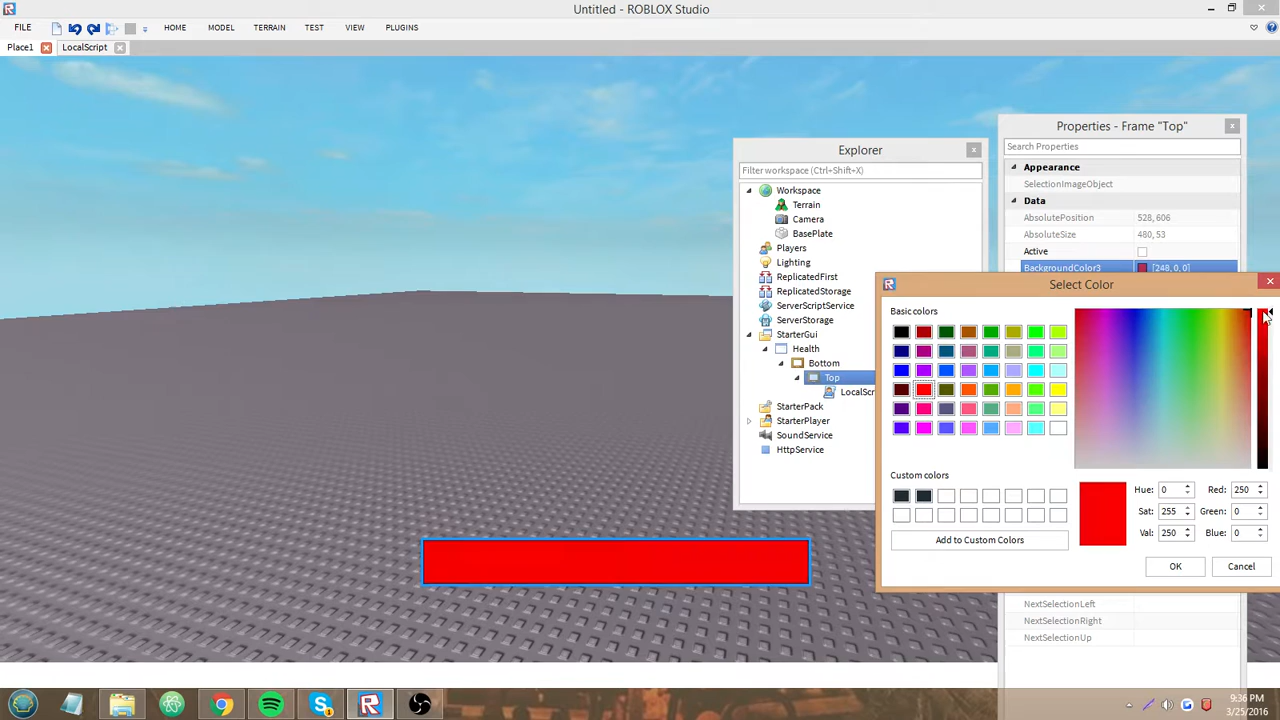 Untitled - ROBLOX Studio
FILE HOME MODEL TERRAIN TEST VIEW PLUGINS
Place1 LocalScript
Explorer
Filter workspace (Ctrl+Shift+X)
Workspace
Terrain
Camera
BasePlate
Players
Lighting
ReplicatedFirst
ReplicatedStorage
ServerScriptService
ServerStorage
StarterGui
Health
Bottom
Top
LocalScr
StarterPack
StarterPlayer
SoundService
HttpService
Properties - Frame "Top"
Search Properties
Appearance
SelectionImageObject
Data
AbsolutePosition 528, 606
AbsoluteSize 480, 53
Active
BackgroundColor3 [248, 0, 0]
Select Color
Basic colors
Custom colors
Add to Custom Colors
Hue: 0 Red: 250
Sat: 255 Green: 0
Val: 250 Blue: 0
OK Cancel
NextSelectionLeft
NextSelectionRight
NextSelectionUp
9:36 PM
3/25/2016